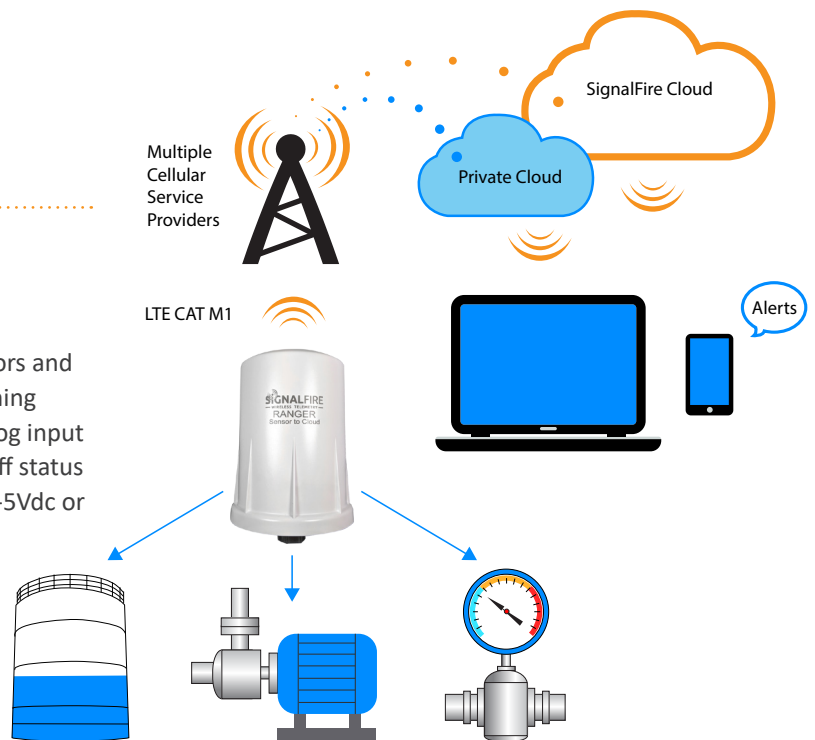 SignalFire Cloud
Multiple
Cellular
Service
Providers
Private Cloud
LTE CAT M1
Alerts
SIGNALFIRE
WIRELESS TELEMETRY
RANGER
Sensor to Cloud
ors and
ning
og input
ff status
-5Vdc or